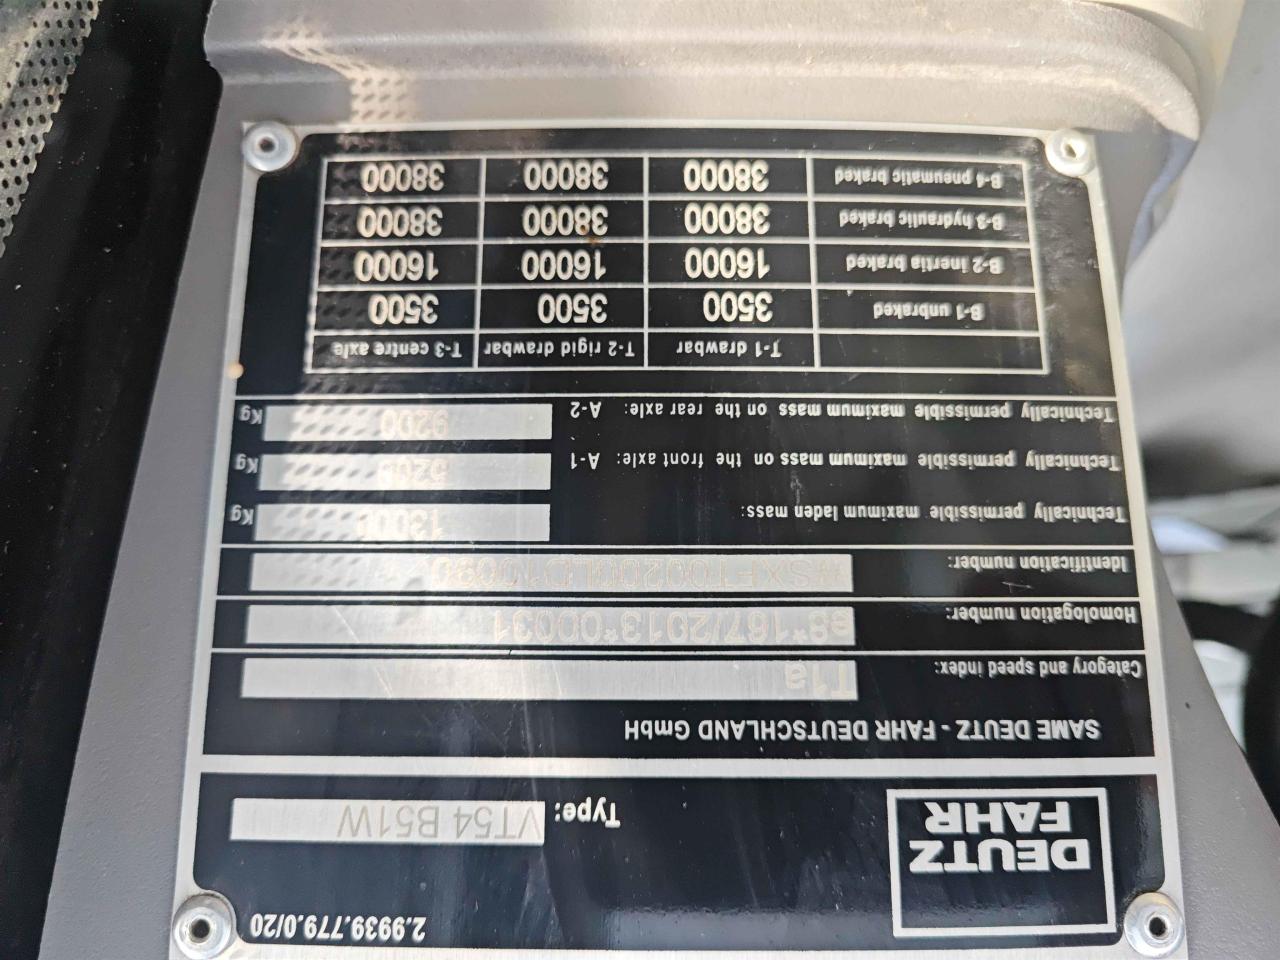 2.9939.779.0/20
DEUTZ
FAHR
Type: VT54 B51W
SAME DEUTZ - FAHR DEUTSCHLAND GmbH
Category and speed index: T1a
Homologation number: e8*167/2013*00031
Identification number:
Technically permissible maximum laden mass: 13000 Kg
Technically permissible maximum mass on the front axle: A-1 5200 Kg
Technically permissible maximum mass on the rear axle: A-2 9200 Kg
T-1 drawbar T-2 rigid drawbar T-3 centre axle
B-1 unbraked 3500 3500 3500
B-2 inertia braked 16000 16000 16000
B-3 hydraulic braked 38000 38000 38000
B-4 pneumatic braked 38000 38000 38000